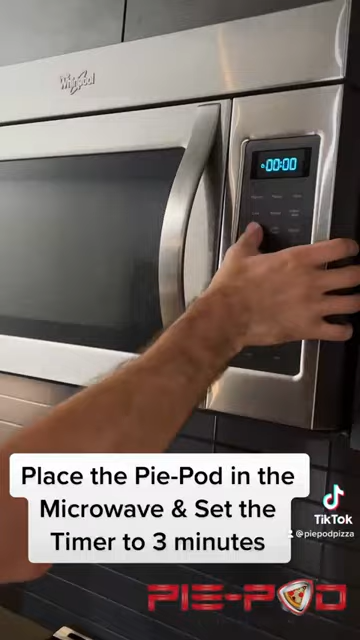 Whirlpool
00:00
Place the Pie-Pod in the
Microwave & Set the
Timer to 3 minutes
TikTok
@piepodpizza
PIE-POD